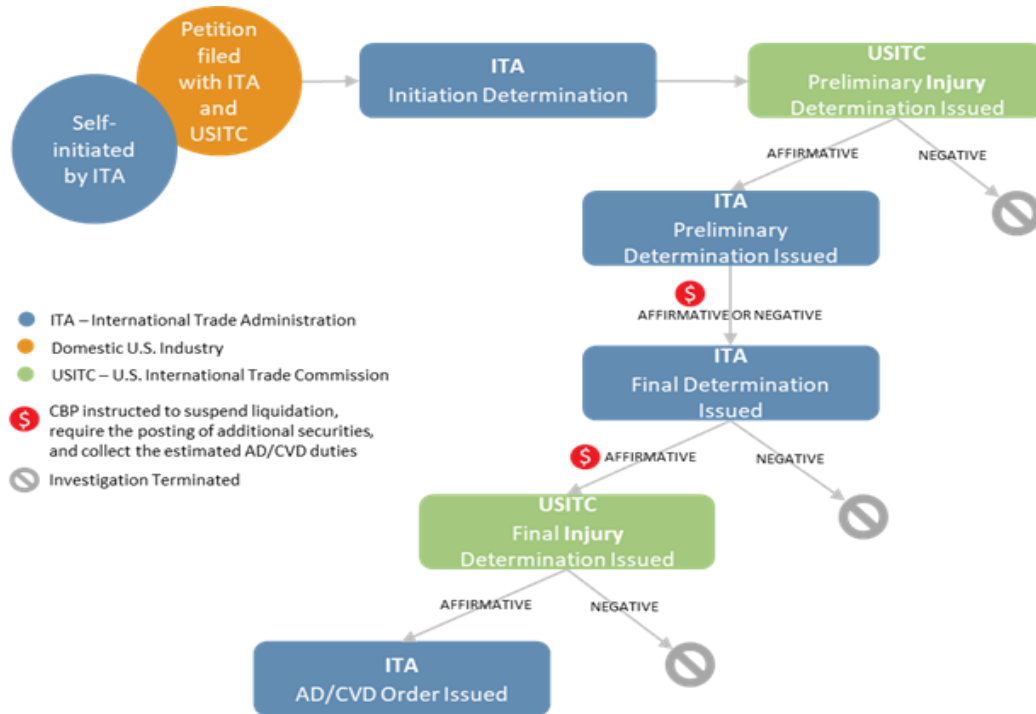 Petition
filed
with ITA
and
USITC
Self-
initiated
by ITA
ITA
Initiation Determination
USITC
Preliminary Injury
Determination Issued
AFFIRMATIVE
NEGATIVE
ITA
Preliminary
Determination Issued
$
AFFIRMATIVE OR NEGATIVE
ITA
Final Determination
Issued
$ AFFIRMATIVE
NEGATIVE
USITC
Final Injury
Determination Issued
AFFIRMATIVE
NEGATIVE
ITA
AD/CVD Order Issued
ITA – International Trade Administration
Domestic U.S. Industry
USITC – U.S. International Trade Commission
$ CBP instructed to suspend liquidation,
require the posting of additional securities,
and collect the estimated AD/CVD duties
Investigation Terminated